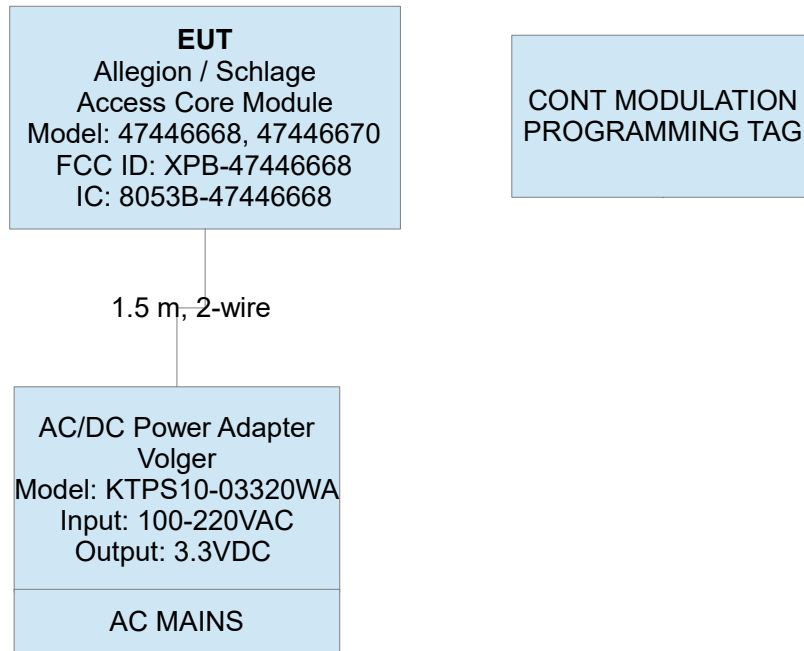 EUT
Allegion / Schlage
Access Core Module
Model: 47446668, 47446670
FCC ID: XPB-47446668
IC: 8053B-47446668
CONT MODULATION
PROGRAMMING TAG
1.5 m, 2-wire
AC/DC Power Adapter
Volger
Model: KTPS10-03320WA
Input: 100-220VAC
Output: 3.3VDC
AC MAINS